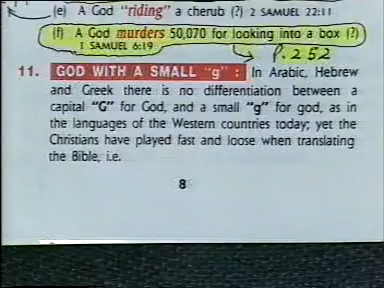 (e) A God "riding" a cherub (?) 2 SAMUEL 22:11
(f) A God murders 50,070 for looking into a box (?)
1 SAMUEL 6:19
P. 252
11. GOD WITH A SMALL "g" : In Arabic, Hebrew
and Greek there is no differentiation between a
capital "G" for God, and a small "g" for god, as in
the languages of the Western countries today; yet the
Christians have played fast and loose when translating
the Bible, i.e.
8